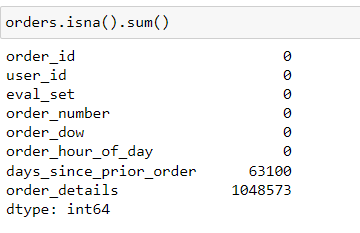 orders.isna().sum()
order_id 0
user_id 0
eval_set 0
order_number 0
order_dow 0
order_hour_of_day 0
days_since_prior_order 63100
order_details 1048573
dtype: int64